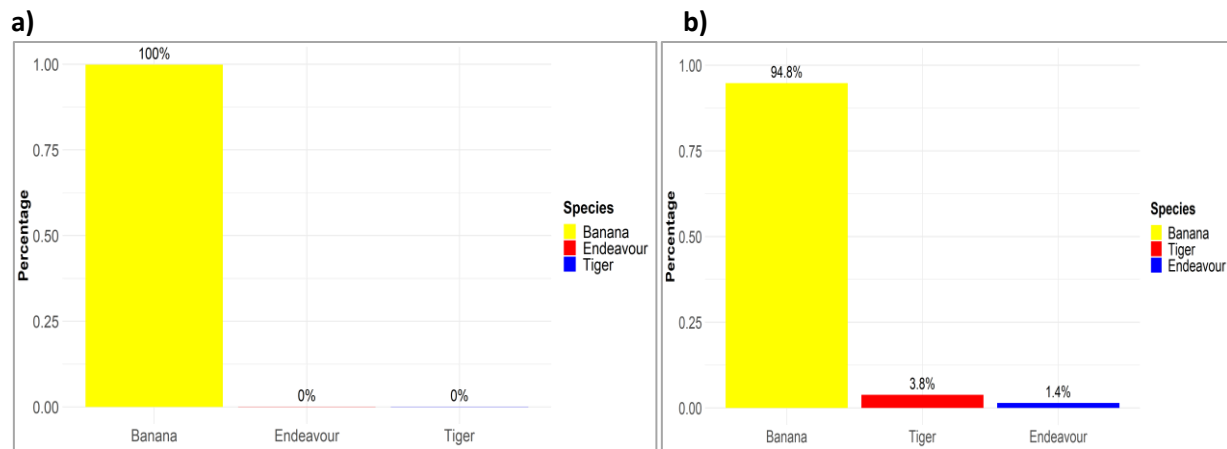 a)
100%
1.00
0.75
0.50
0.25
0.00
Percentage
0%
0%
Banana
Endeavour
Tiger
Species
Banana
Endeavour
Tiger
b)
94.8%
1.00
0.75
0.50
0.25
0.00
Percentage
3.8%
1.4%
Banana
Tiger
Endeavour
Species
Banana
Tiger
Endeavour